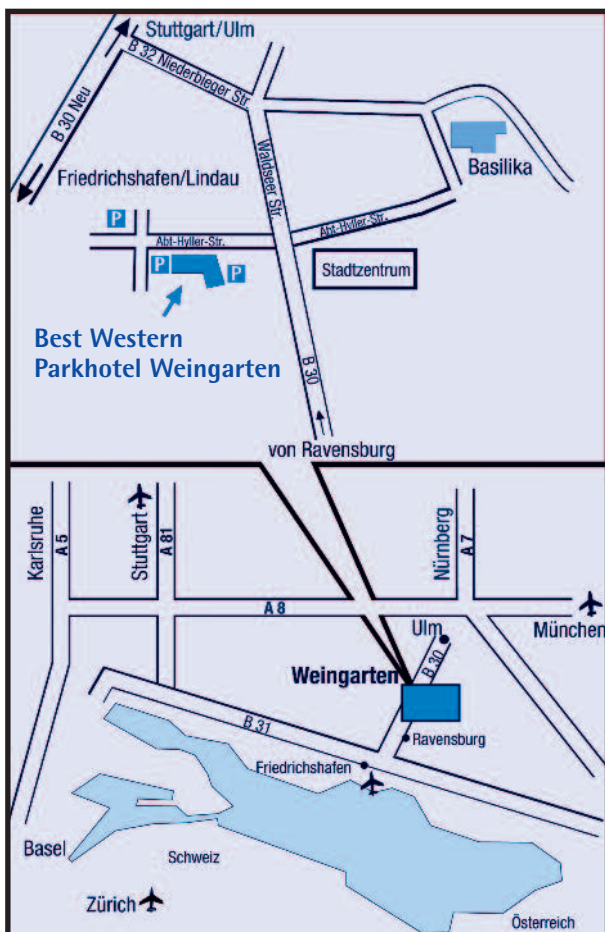 Stuttgart/Ulm
B 32 Niederbieger Str.
B 30 Neu
Waldseer Str.
Basilika
Friedrichshafen/Lindau
P
Abt-Hyller-Str.
Abt-Hyller-Str.
P
P
Stadtzentrum
Best Western
Parkhotel Weingarten
B 30
von Ravensburg
Karlsruhe
A 5
Stuttgart
A 81
Nürnberg
A 7
A 8
München
Ulm
Weingarten
B 30
B 31
Ravensburg
Friedrichshafen
Basel
Schweiz
Zürich
Österreich